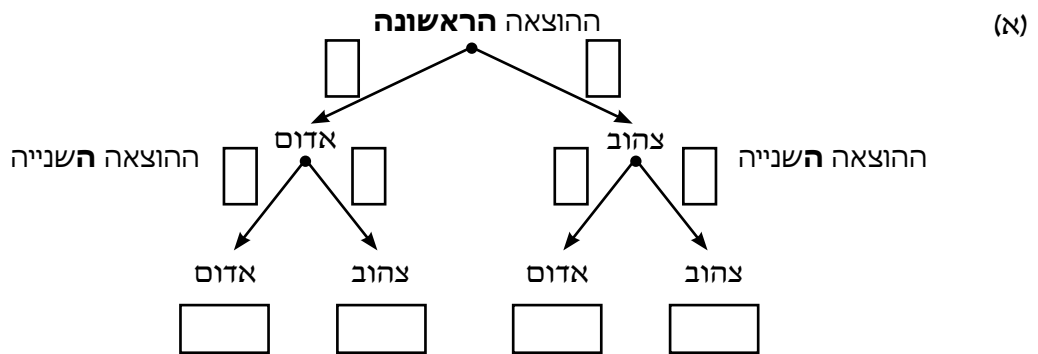 (א)
ההוצאה הראשונה
צהוב אדום
ההוצאה השנייה ההוצאה השנייה
צהוב אדום צהוב אדום